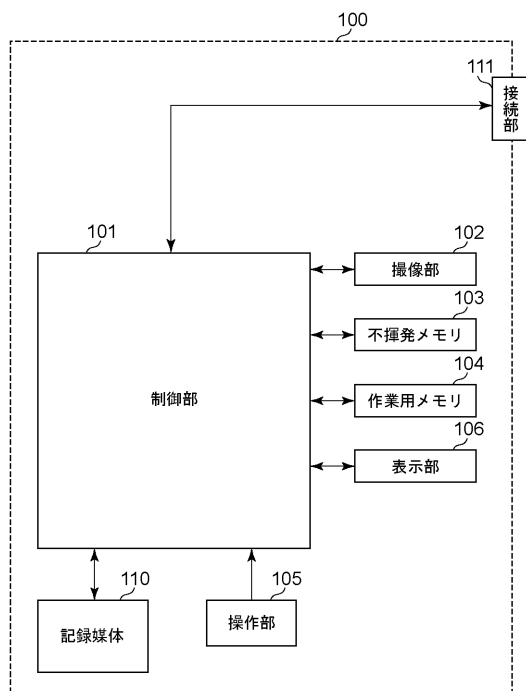 100
111
接続部
101
102
撮像部
103
不揮発メモリ
104
作業用メモリ
制御部
106
表示部
110
記録媒体
105
操作部